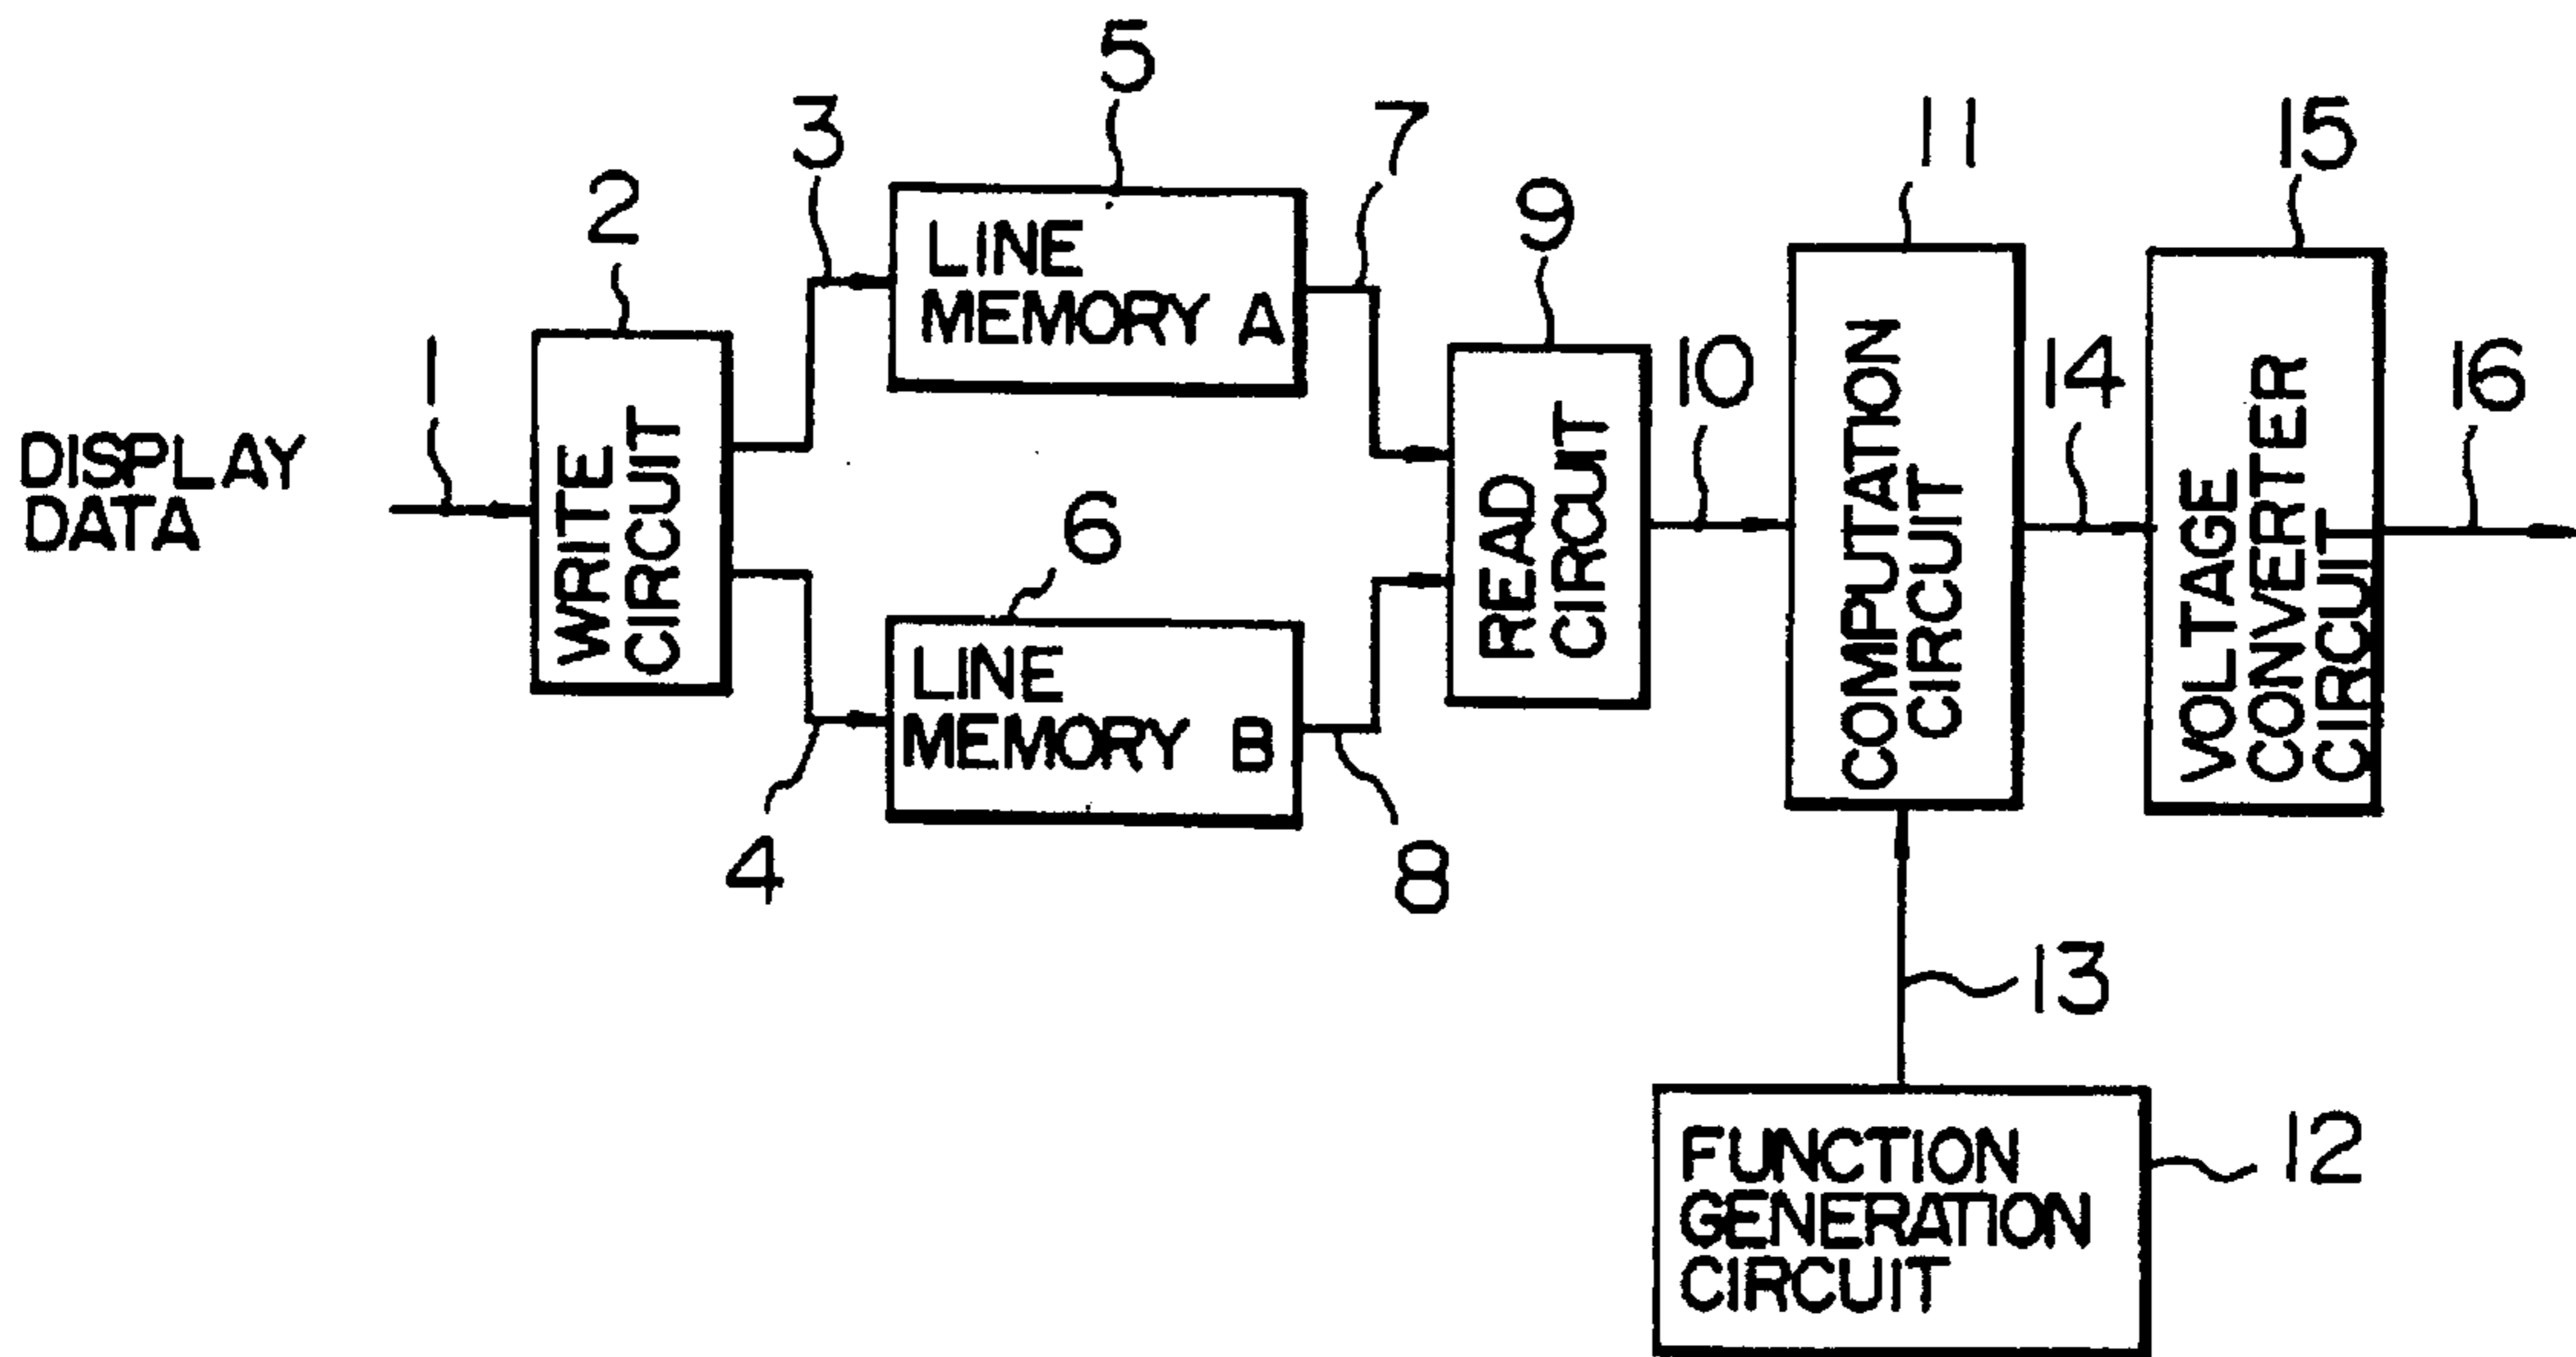 5
3
7
11
15
2
9
LINE
MEMORY A
1
10
14
16
DISPLAY
DATA
WRITE
CIRCUIT
6
READ
CIRCUIT
COMPUTATION
CIRCUIT
VOLTAGE
CONVERTER
CIRCUIT
LINE
MEMORY B
4
8
13
12
FUNCTION
GENERATION
CIRCUIT